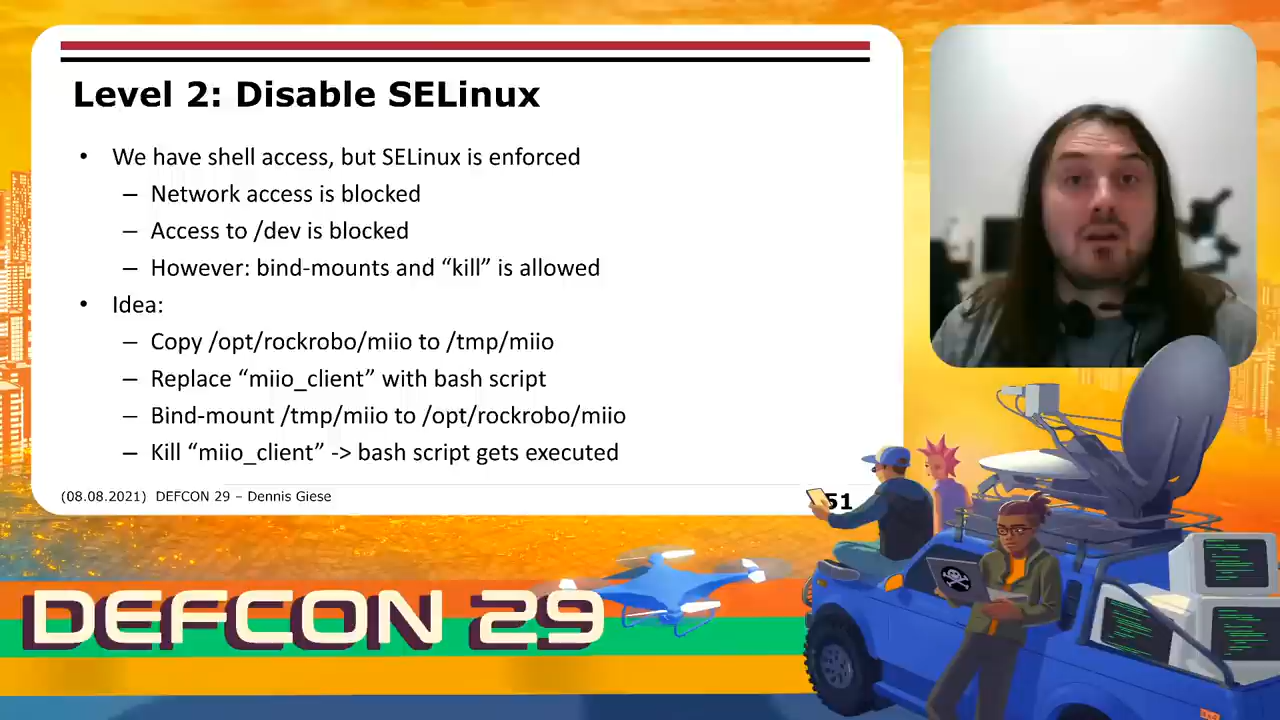 Level 2: Disable SELinux
• We have shell access, but SELinux is enforced
– Network access is blocked
– Access to /dev is blocked
– However: bind-mounts and “kill” is allowed
• Idea:
– Copy /opt/rockrobo/miio to /tmp/miio
– Replace “miio_client” with bash script
– Bind-mount /tmp/miio to /opt/rockrobo/miio
– Kill “miio_client” -> bash script gets executed
(08.08.2021) DEFCON 29 – Dennis Giese
51
DEFCON 29